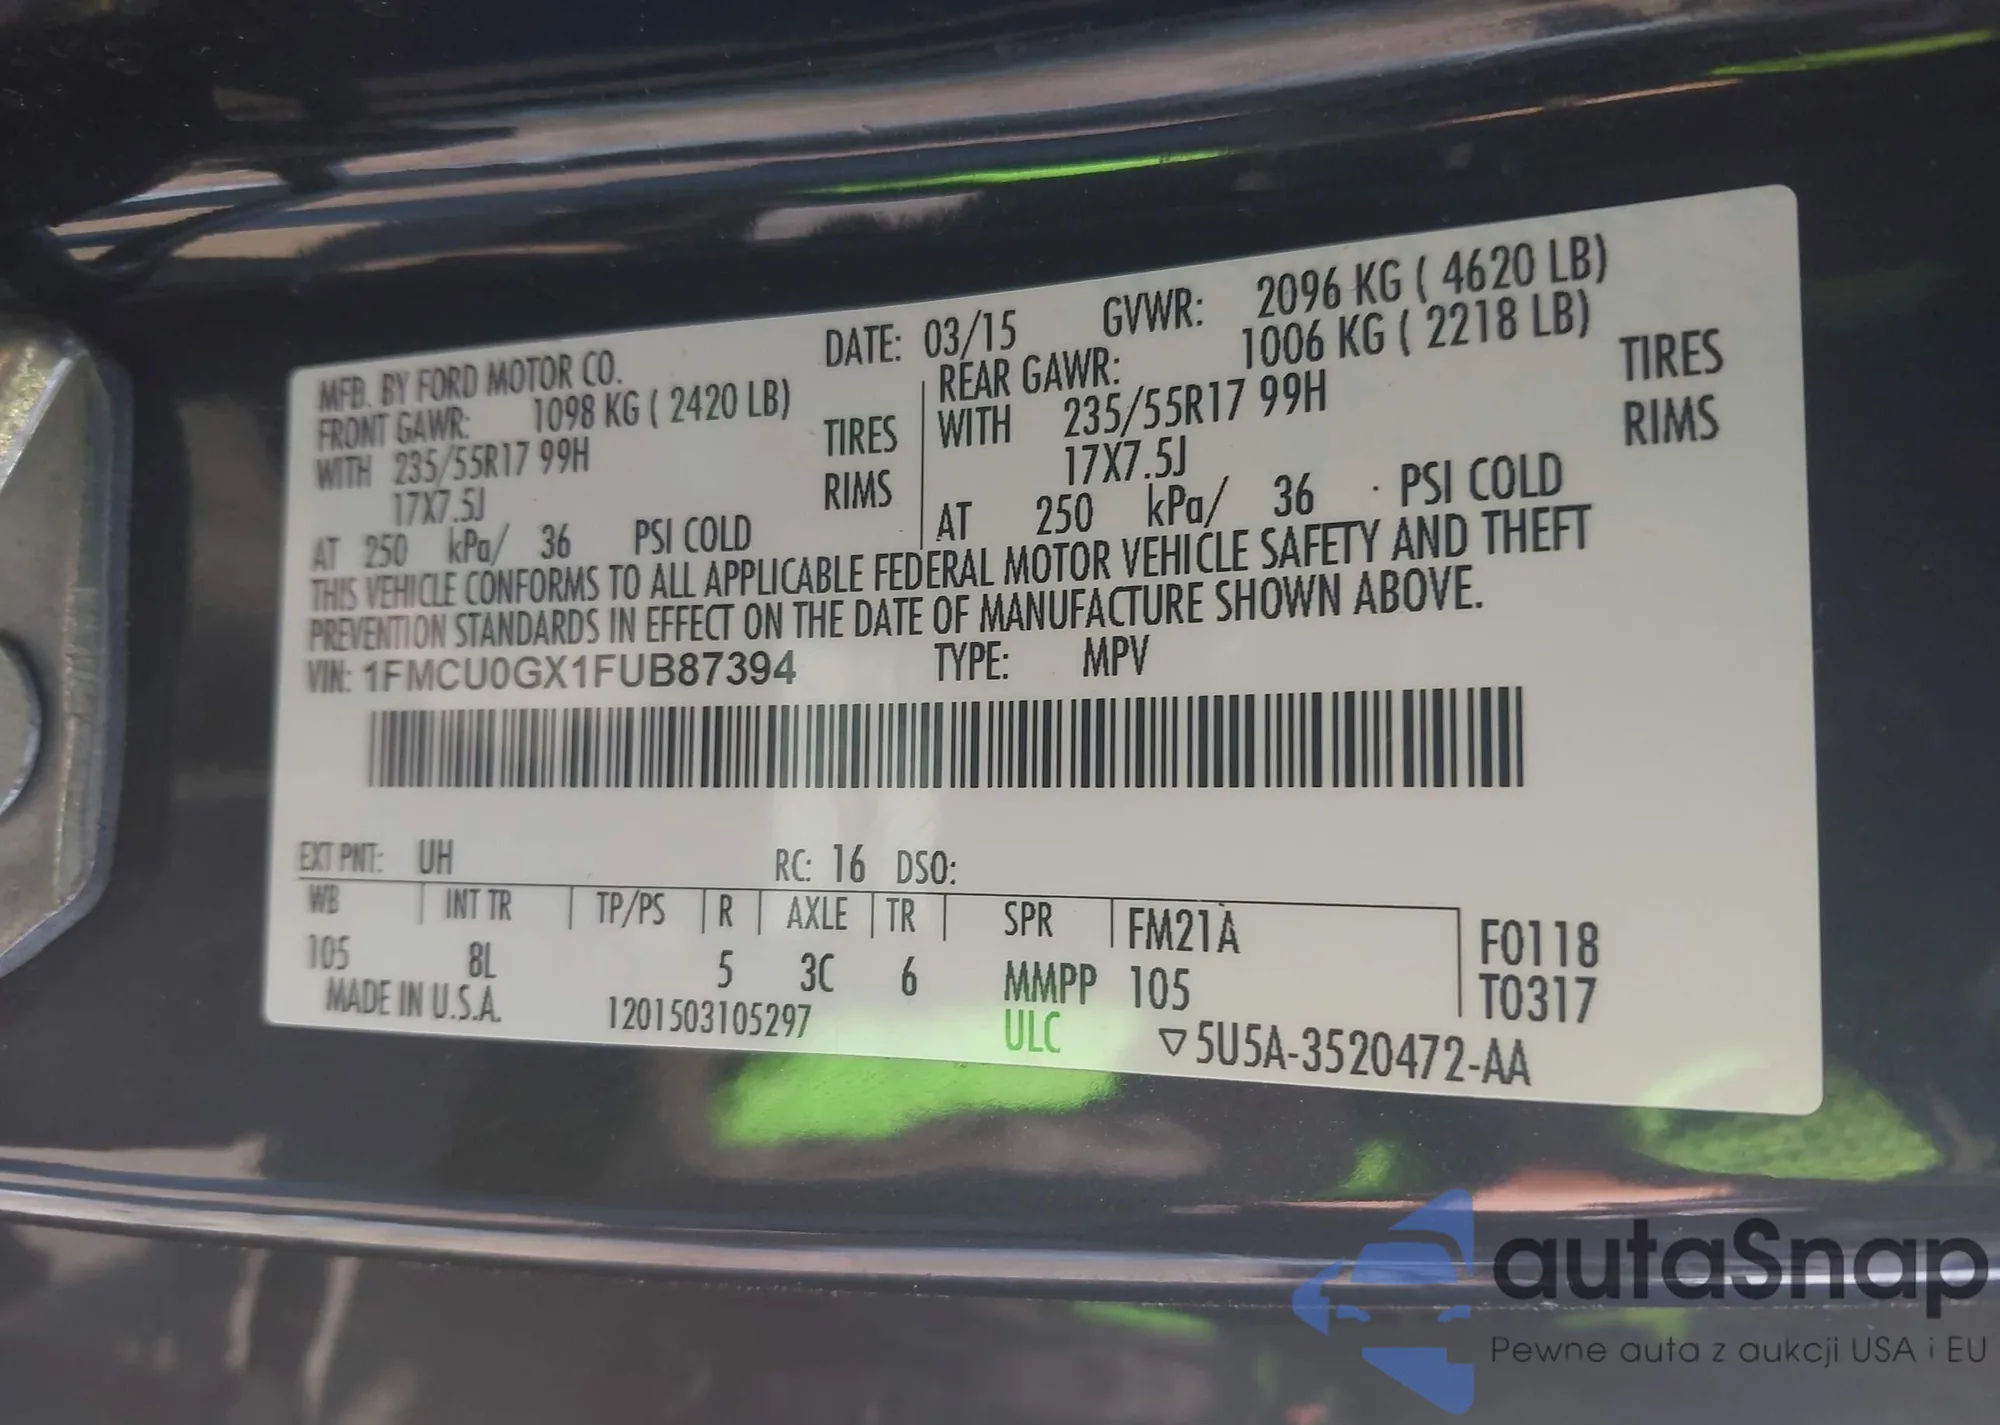 MFD. BY FORD MOTOR CO. DATE: 03/15 GVWR: 2096 KG ( 4620 LB)
FRONT GAWR: 1098 KG ( 2420 LB) REAR GAWR: 1006 KG ( 2218 LB)
WITH 235/55R17 99H TIRES WITH 235/55R17 99H TIRES
17X7.5J RIMS 17X7.5J RIMS
AT 250 kPa/ 36 PSI COLD AT 250 kPa/ 36 PSI COLD
THIS VEHICLE CONFORMS TO ALL APPLICABLE FEDERAL MOTOR VEHICLE SAFETY AND THEFT
PREVENTION STANDARDS IN EFFECT ON THE DATE OF MANUFACTURE SHOWN ABOVE.
VIN: 1FMCU0GX1FUB87394 TYPE: MPV
EXT PNT: UH RC: 16 DSO:
WB INT TR TP/PS R AXLE TR SPR FM21A F0118
105 8L 5 3C 6 MMPP 105 T0317
MADE IN U.S.A. 1201503105297 ULC ▽5U5A-3520472-AA
autaSnap
Pewne auta z aukcji USA i EU